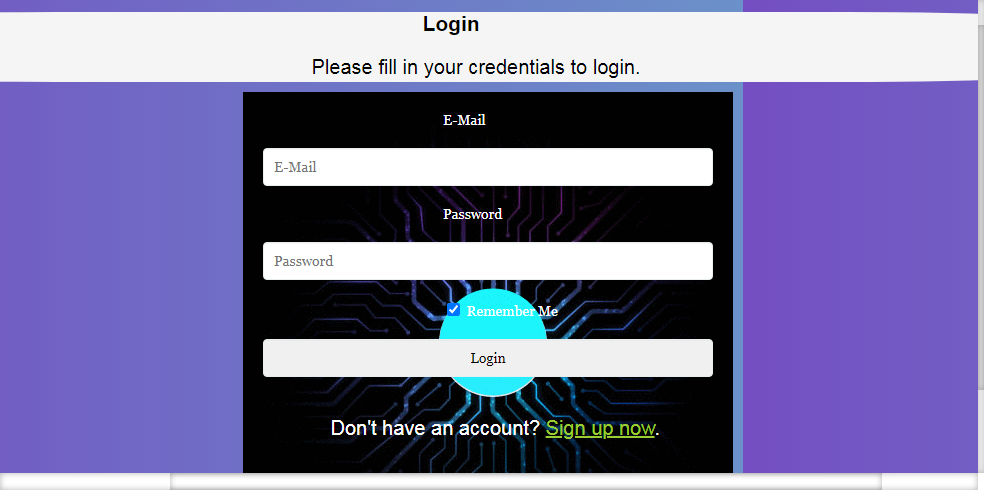 Login
Please fill in your credentials to login.
E-Mail
E-Mail
Password
Password
Remember Me
Login
Don't have an account? Sign up now.